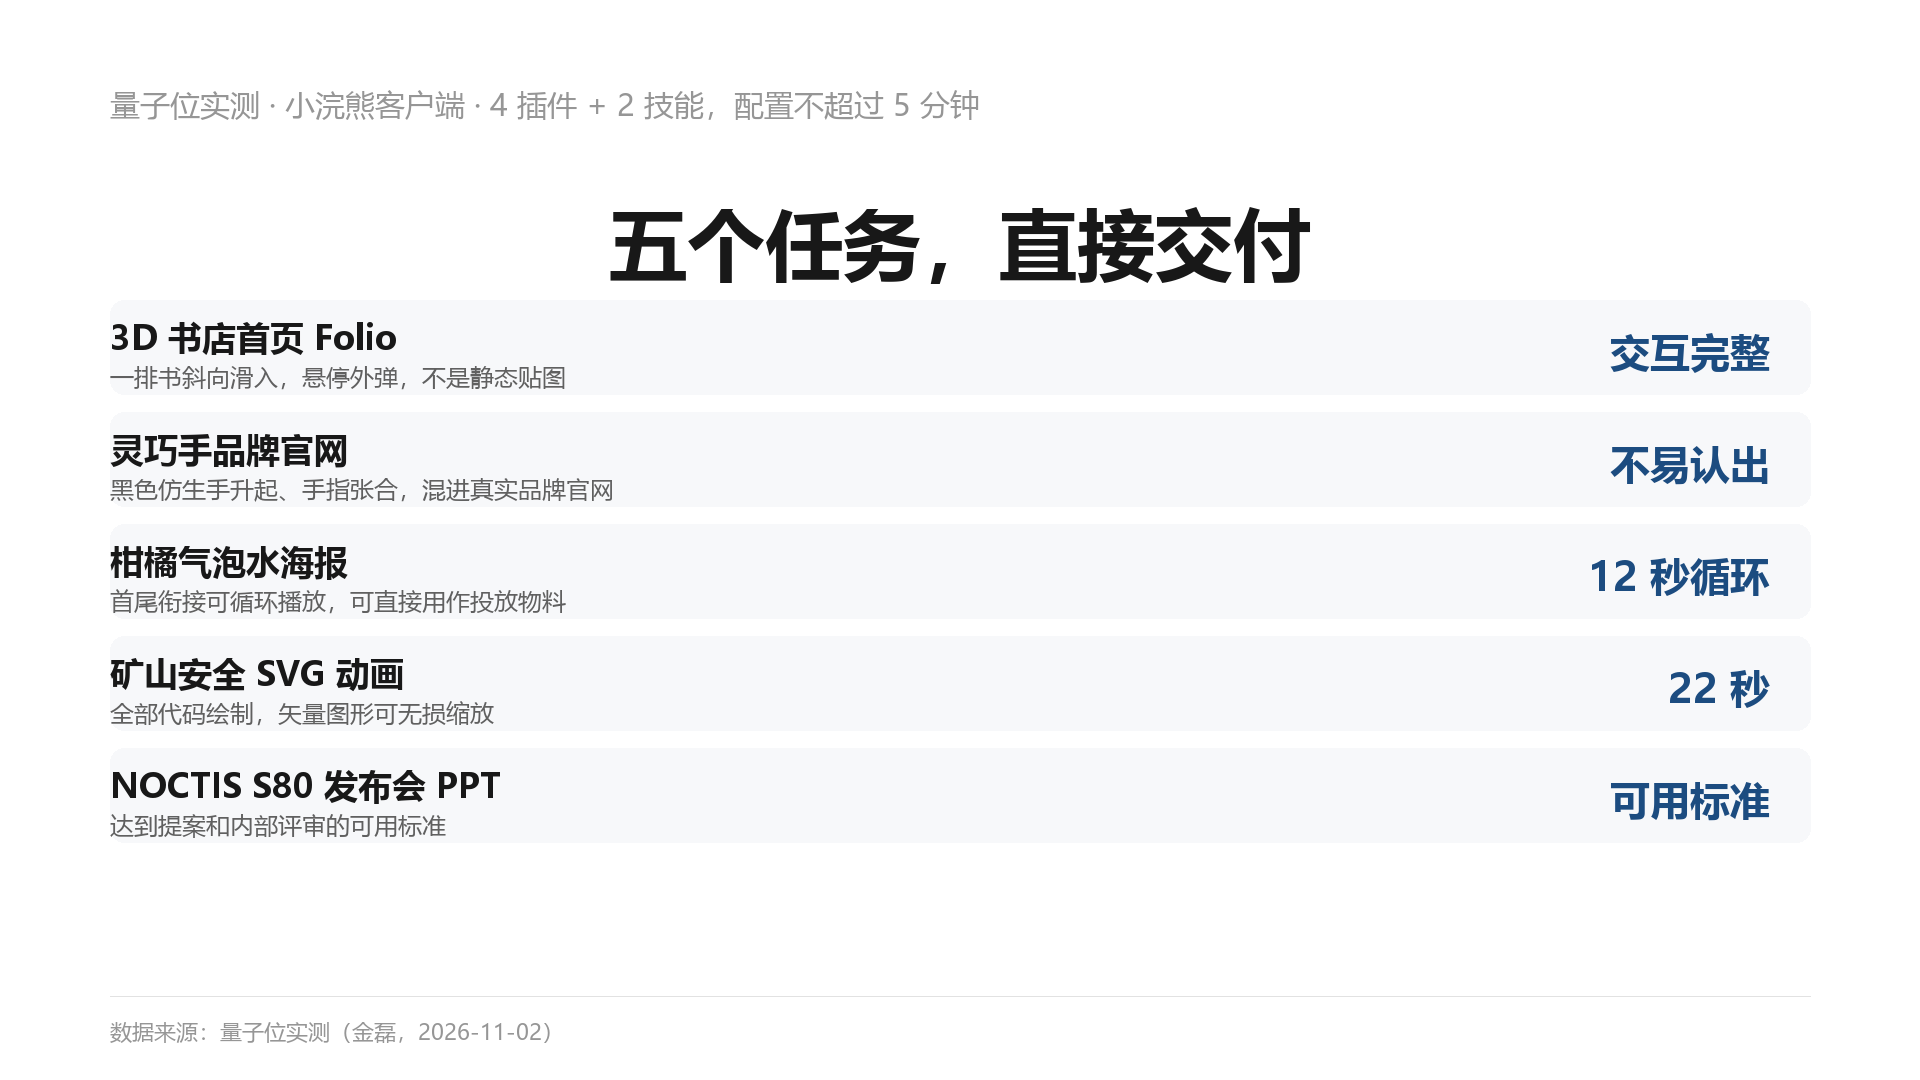 量子位实测 · 小浣熊客户端 · 4 插件 + 2 技能，配置不超过 5 分钟
五个任务，直接交付
3D 书店首页 Folio
一排书斜向滑入，悬停外弹，不是静态贴图
交互完整
灵巧手品牌官网
黑色仿生手升起、手指张合，混进真实品牌官网
不易认出
柑橘气泡水海报
首尾衔接可循环播放，可直接用作投放物料
12 秒循环
矿山安全 SVG 动画
全部代码绘制，矢量图形可无损缩放
22 秒
NOCTIS S80 发布会 PPT
达到提案和内部评审的可用标准
可用标准
数据来源：量子位实测（金磊，2026-11-02）